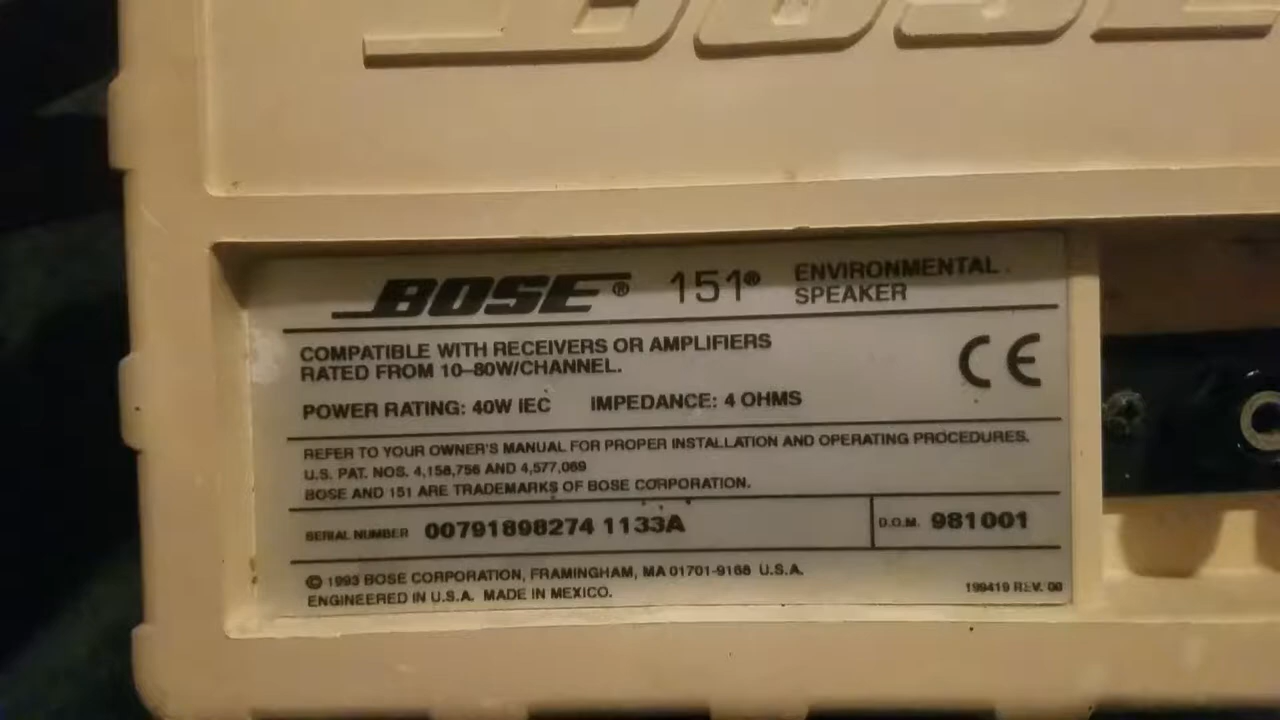 BOSE
BOSE® 151® ENVIRONMENTAL SPEAKER
COMPATIBLE WITH RECEIVERS OR AMPLIFIERS
RATED FROM 10-80W/CHANNEL.
CE
POWER RATING: 40W IEC IMPEDANCE: 4 OHMS
REFER TO YOUR OWNER'S MANUAL FOR PROPER INSTALLATION AND OPERATING PROCEDURES.
U.S. PAT. NOS. 4,158,756 AND 4,577,069
BOSE AND 151 ARE TRADEMARKS OF BOSE CORPORATION.
SERIAL NUMBER 00791898274 1133A D.O.M. 981001
© 1993 BOSE CORPORATION, FRAMINGHAM, MA 01701-9168 U.S.A.
ENGINEERED IN U.S.A. MADE IN MEXICO.
199419 REV. 00